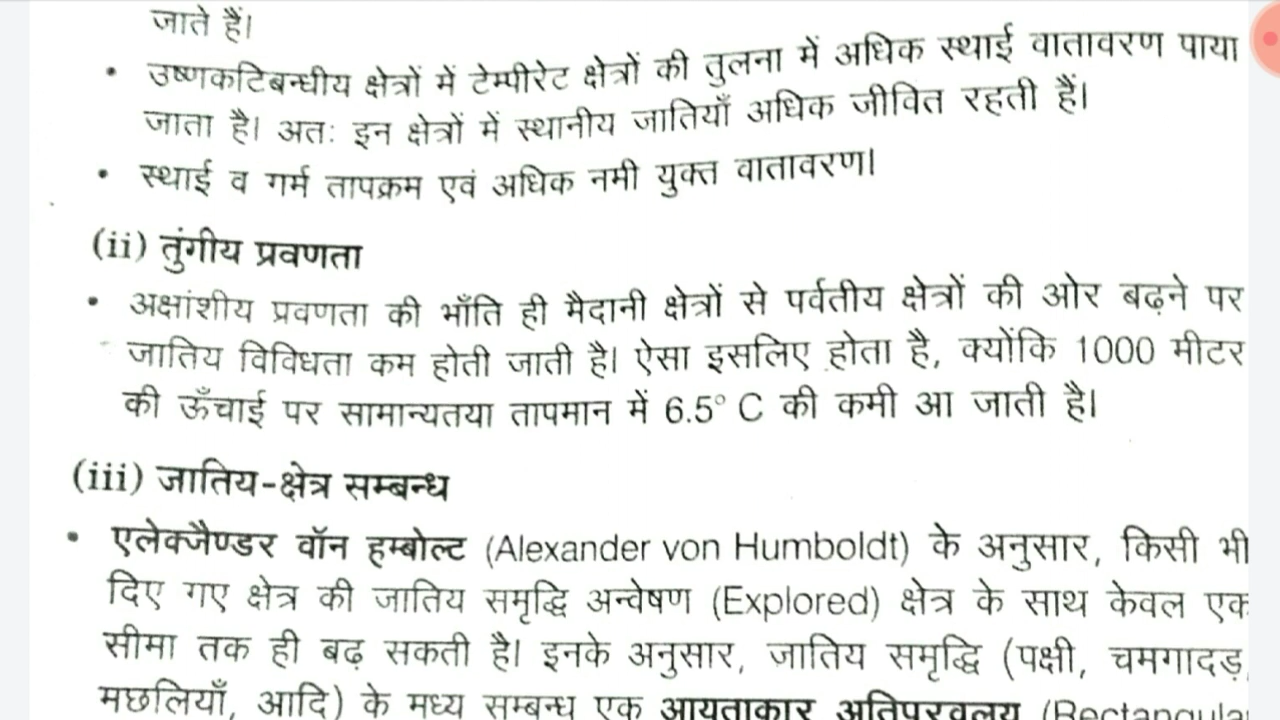 जाते हैं।
• उष्णकटिबन्धीय क्षेत्रों में टेम्पीरेट क्षेत्रों की तुलना में अधिक स्थाई वातावरण पाया
जाता है। अतः इन क्षेत्रों में स्थानीय जातियाँ अधिक जीवित रहती हैं।
• स्थाई व गर्म तापक्रम एवं अधिक नमी युक्त वातावरण।
(ii) तुंगीय प्रवणता
• अक्षांशीय प्रवणता की भाँति ही मैदानी क्षेत्रों से पर्वतीय क्षेत्रों की ओर बढ़ने पर
जातिय विविधता कम होती जाती है। ऐसा इसलिए होता है, क्योंकि 1000 मीटर
की ऊँचाई पर सामान्यतया तापमान में 6.5° C की कमी आ जाती है।
(iii) जातिय-क्षेत्र सम्बन्ध
• एलेक्जैण्डर वॉन हम्बोल्ट (Alexander von Humboldt) के अनुसार, किसी भी
दिए गए क्षेत्र की जातिय समृद्धि अन्वेषण (Explored) क्षेत्र के साथ केवल एक
सीमा तक ही बढ़ सकती है। इनके अनुसार, जातिय समृद्धि (पक्षी, चमगादड़,
मछलियाँ, आदि) के मध्य सम्बन्ध एक आयताकार अतिपरवलय (Rectangular